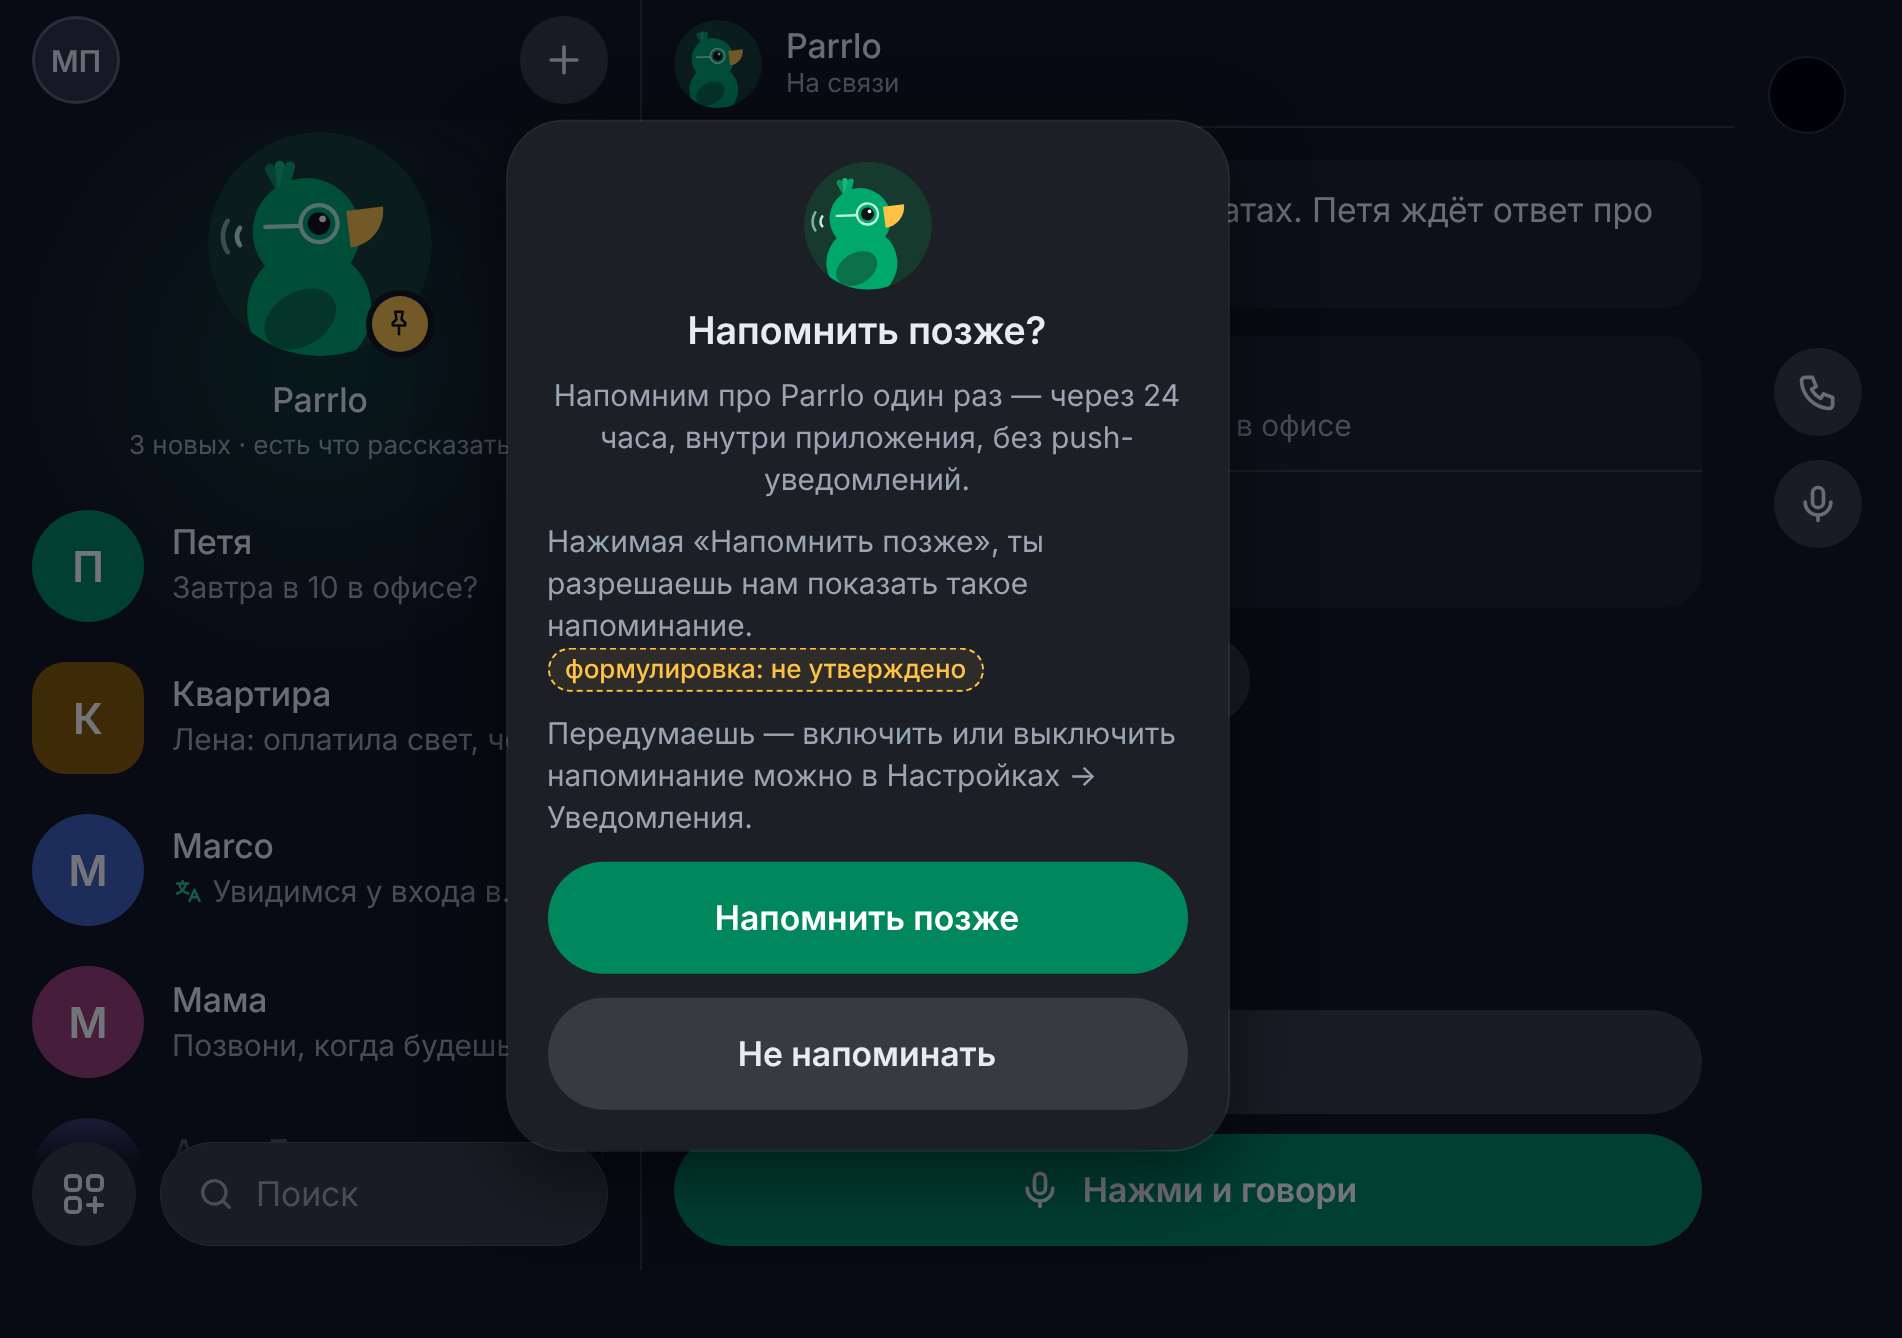 МП
Parrlo
На связи
Parrlo
3 новых · есть что рассказать
П
Петя
Завтра в 10 в офисе?
К
Квартира
Лена: оплатила свет,
M
Marco
Увидимся у входа в.
М
Мама
Позвони, когда будешь
Поиск
атах. Петя ждёт ответ про
в офисе
Нажми и говори
Напомнить позже?
Напомним про Parrlo один раз — через 24
часа, внутри приложения, без push-
уведомлений.
Нажимая «Напомнить позже», ты
разрешаешь нам показать такое
напоминание.
формулировка: не утверждено
Передумаешь — включить или выключить
напоминание можно в Настройках →
Уведомления.
Напомнить позже
Не напоминать